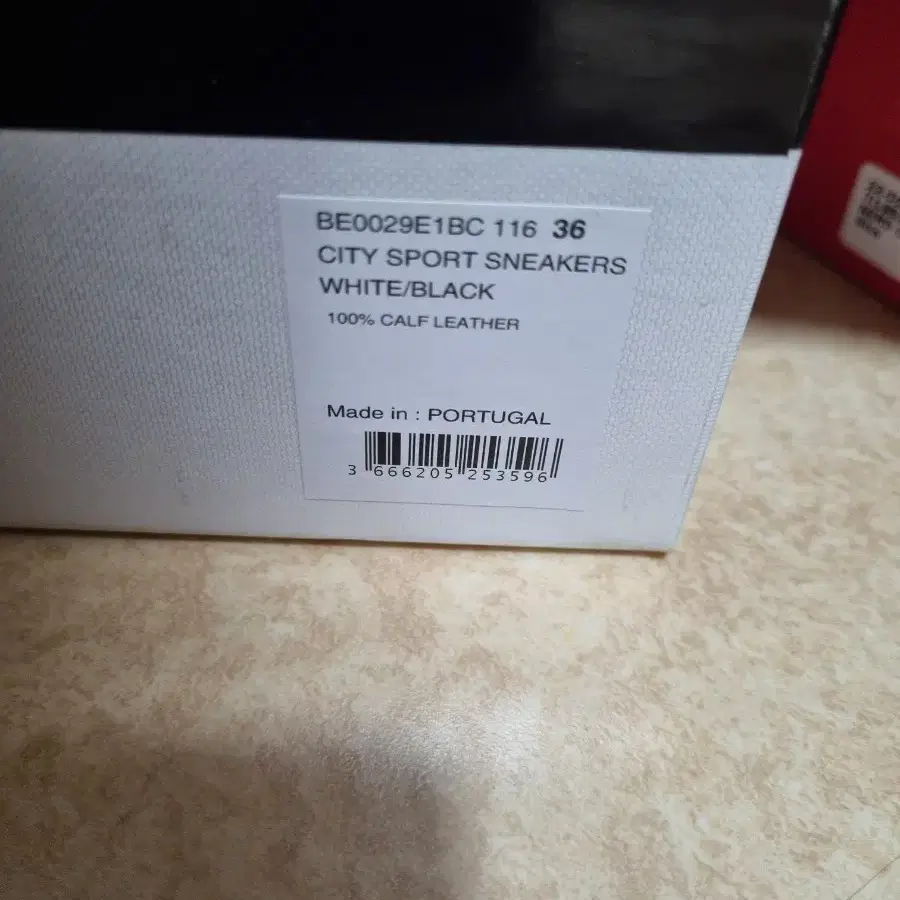 BE0029E1BC 116 36
CITY SPORT SNEAKERS
WHITE/BLACK
100% CALF LEATHER
Made in : PORTUGAL
3 666205 253596